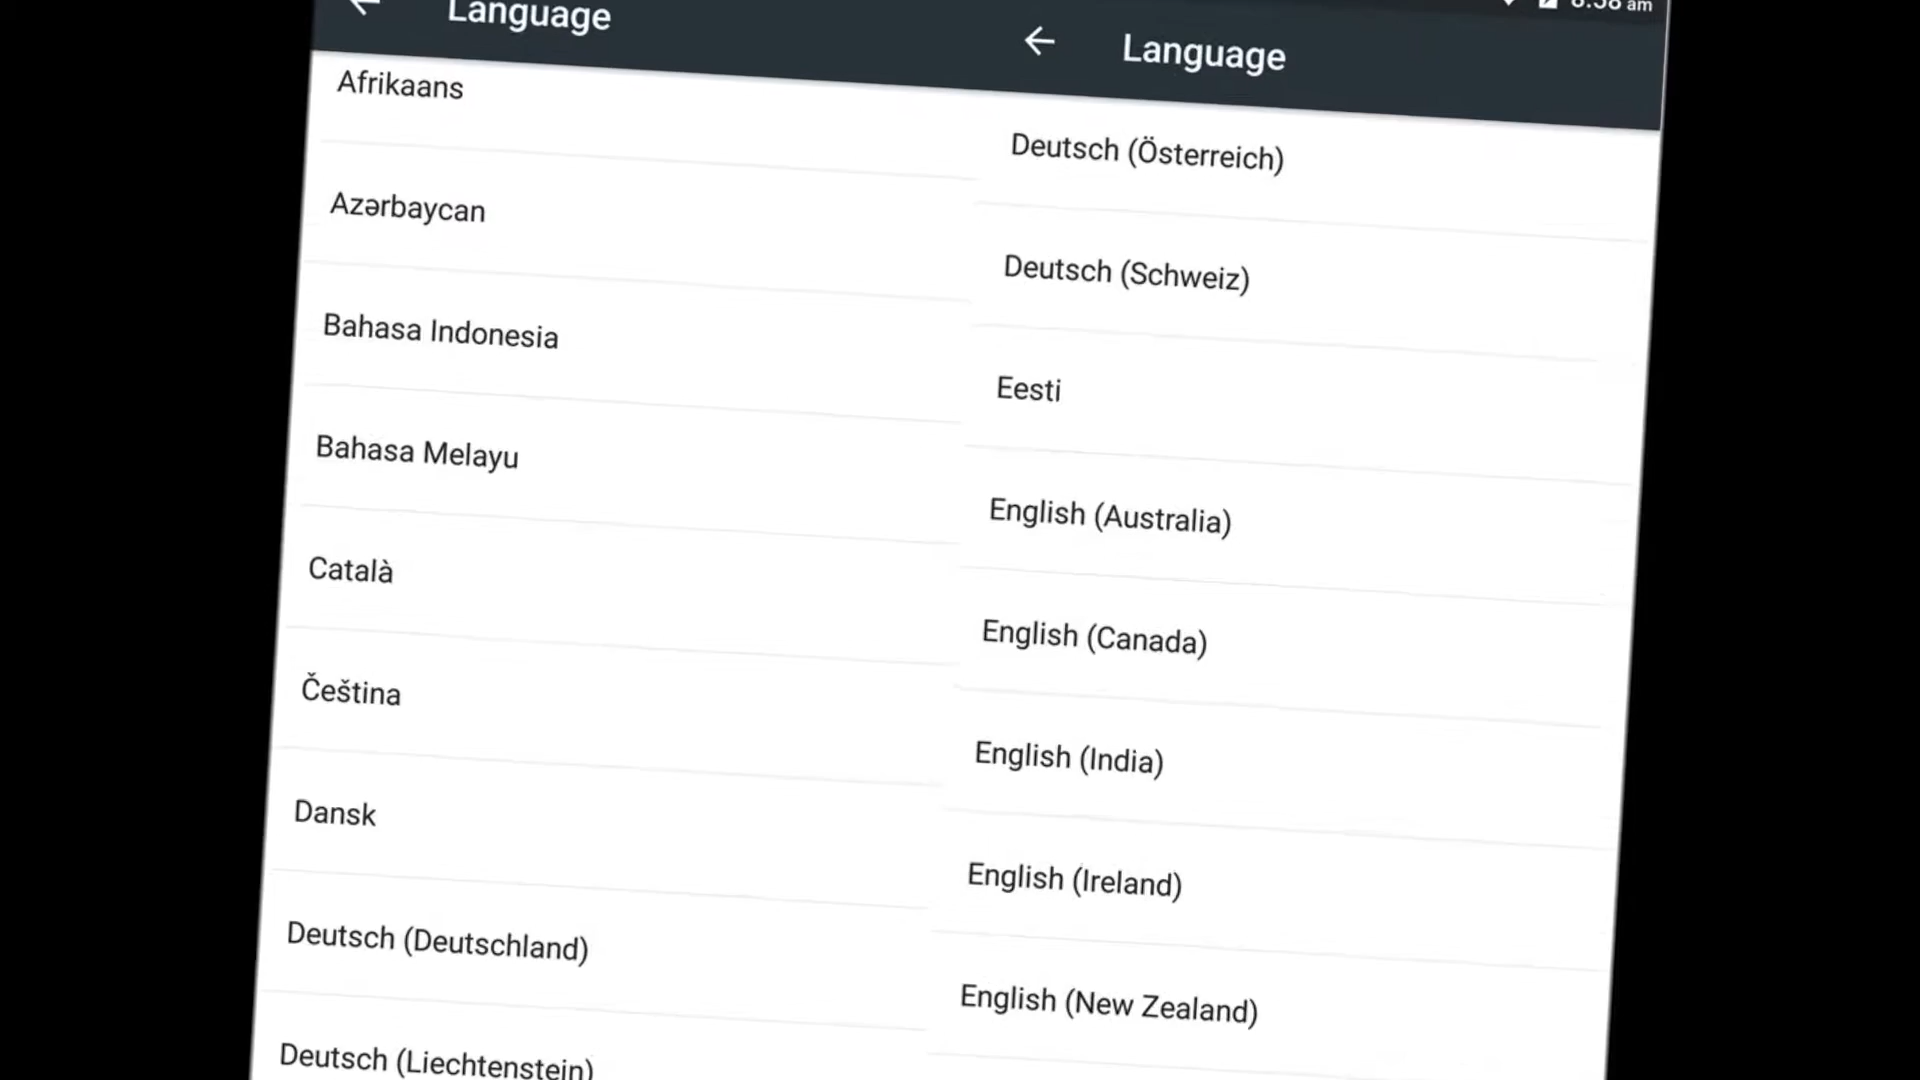 Language
Afrikaans
Azərbaycan
Bahasa Indonesia
Bahasa Melayu
Català
Čeština
Dansk
Deutsch (Deutschland)
Deutsch (Liechtenstein)
am
Language
Deutsch (Österreich)
Deutsch (Schweiz)
Eesti
English (Australia)
English (Canada)
English (India)
English (Ireland)
English (New Zealand)